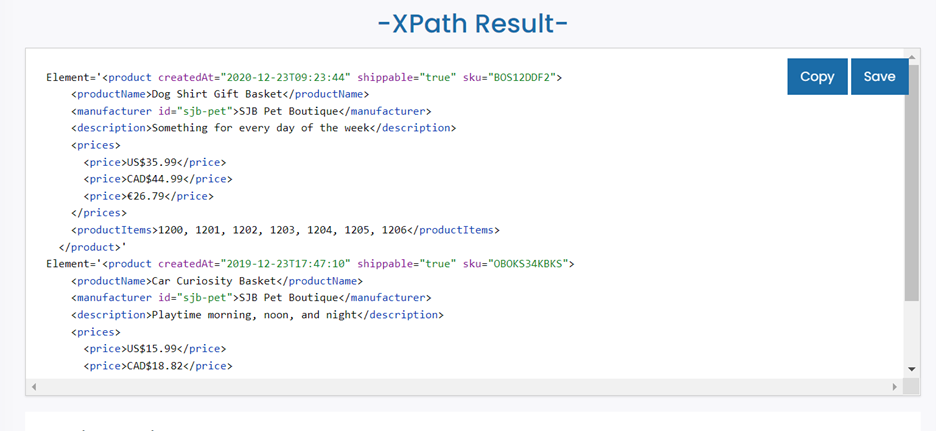 -XPath Result-
Copy
Save
Element='<product createdAt="2020-12-23T09:23:44" shippable="true" sku="BOS12DDF2">
<productName>Dog Shirt Gift Basket</productName>
<manufacturer id="sjb-pet">SJB Pet Boutique</manufacturer>
<description>Something for every day of the week</description>
<prices>
<price>US$35.99</price>
<price>CAD$44.99</price>
<price>€26.79</price>
</prices>
<productItems>1200, 1201, 1202, 1203, 1204, 1205, 1206</productItems>
</product>'
Element='<product createdAt="2019-12-23T17:47:10" shippable="true" sku="OBOKS34KBKS">
<productName>Car Curiosity Basket</productName>
<manufacturer id="sjb-pet">SJB Pet Boutique</manufacturer>
<description>Playtime morning, noon, and night</description>
<prices>
<price>US$15.99</price>
<price>CAD$18.82</price>